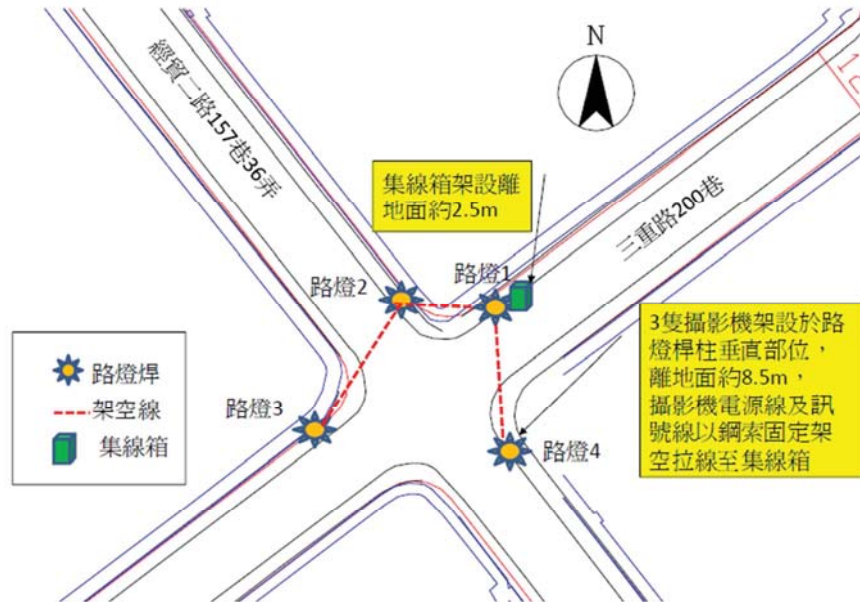 N
經貿二路157巷36弄
集線箱架設離
地面約2.5m
三重路200巷
路燈1
路燈2
3隻攝影機架設於路
燈桿柱垂直部位，
離地面約8.5m，
攝影機電源線及訊
號線以鋼索固定架
空拉線至集線箱
路燈焊
架空線
集線箱
路燈3
路燈4